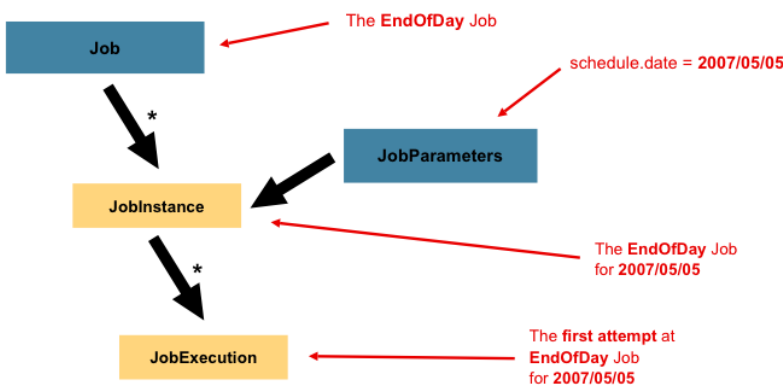 The EndOfDay Job
Job
schedule.date = 2007/05/05
*
JobParameters
JobInstance
The EndOfDay Job
for 2007/05/05
*
The first attempt at
EndOfDay Job
for 2007/05/05
JobExecution